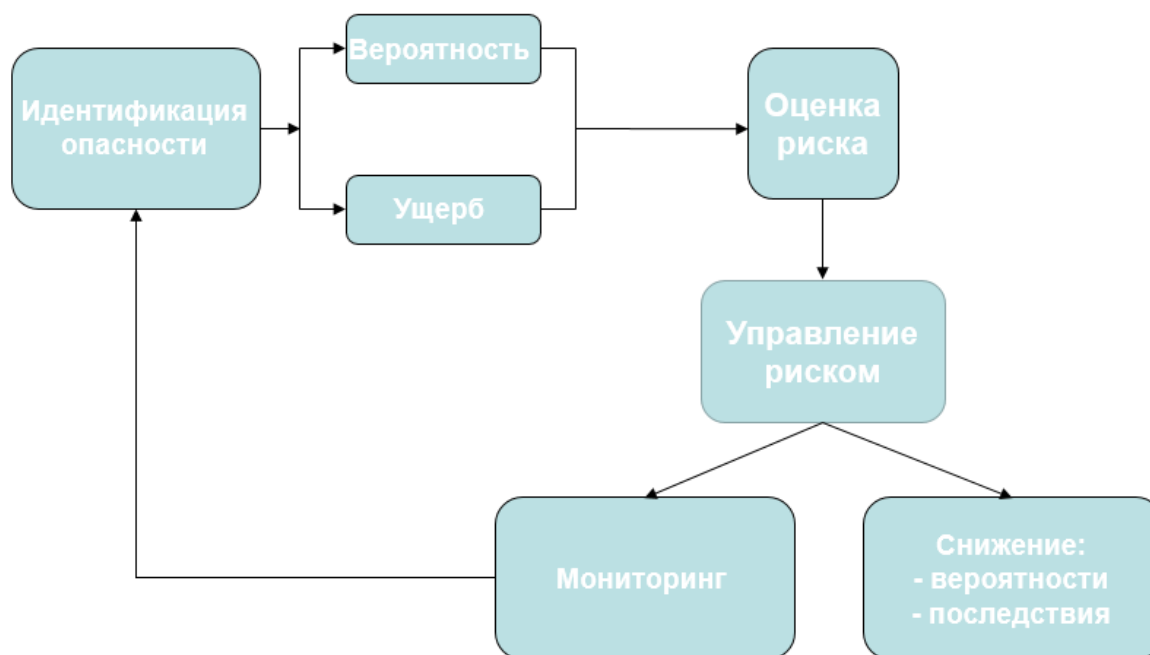 Вероятность
Идентификация
опасности
Ущерб
Оценка
риска
Управление
риском
Мониторинг
Снижение:
- вероятности
- последствия